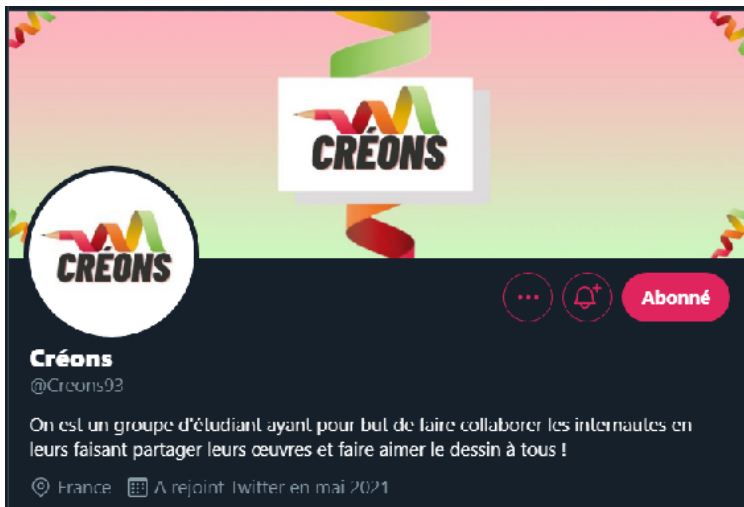 CRÉONS
CRÉONS
Abonné
Créons
@Creons93
On est un groupe d'étudiant ayant pour but de faire collaborer les internautes en
leurs faisant partager leurs œuvres et faire aimer le dessin à tous !
France A rejoint Twitter en mai 2021